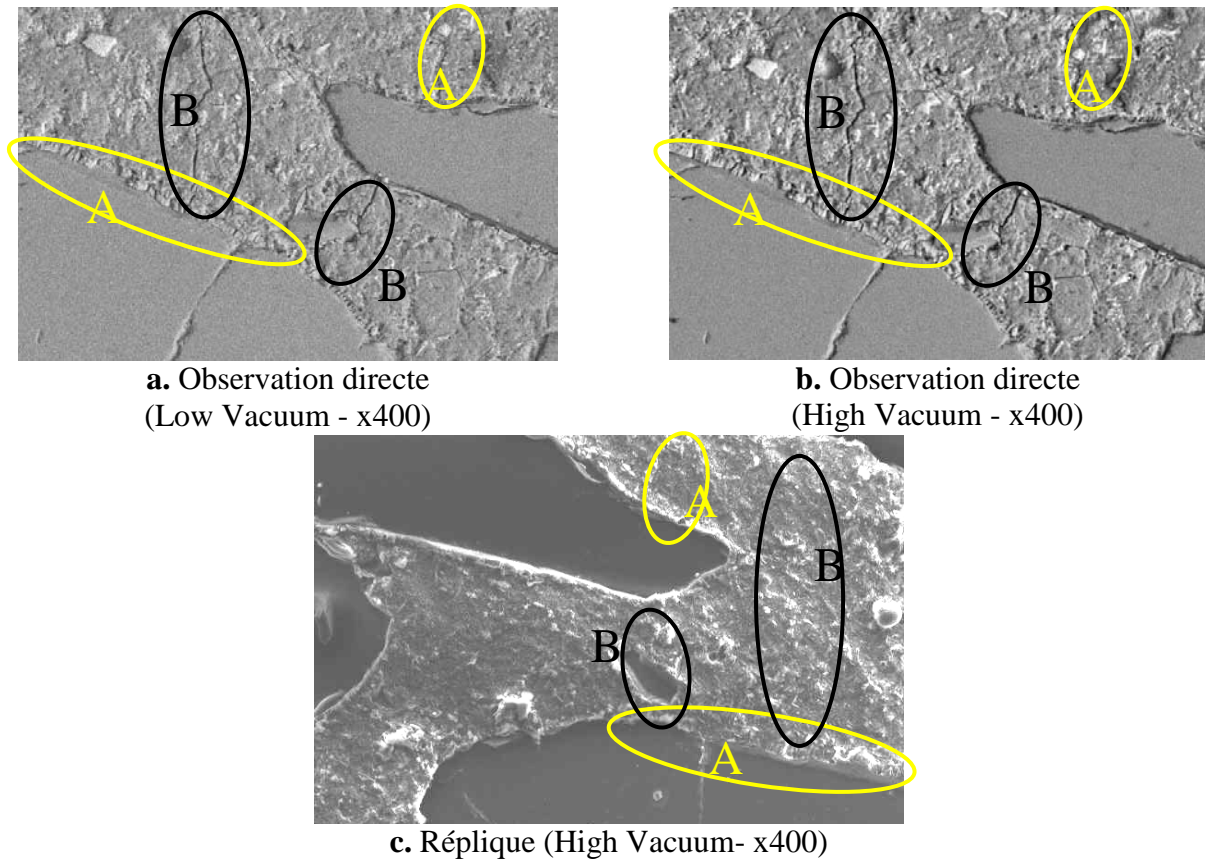 A
B
A
B
a. Observation directe
(Low Vacuum - x400)
A
B
A
B
b. Observation directe
(High Vacuum - x400)
A
B
B
A
c. Réplique (High Vacuum- x400)